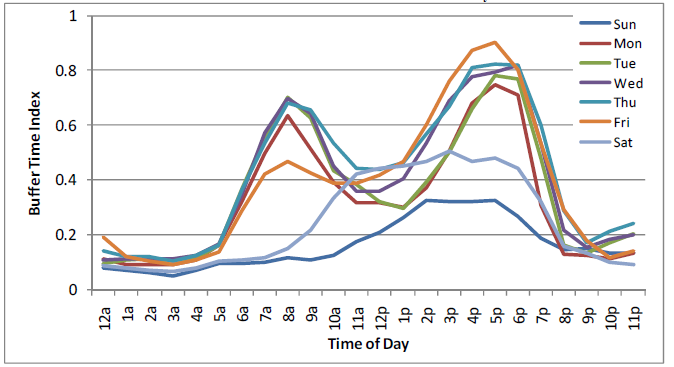 1
0.8
0.6
0.4
0.2
0
Buffer Time Index
12a 1a 2a 3a 4a 5a 6a 7a 8a 9a 10a 11a 12p 1p 2p 3p 4p 5p 6p 7p 8p 9p 10p 11p
Time of Day
Sun
Mon
Tue
Wed
Thu
Fri
Sat